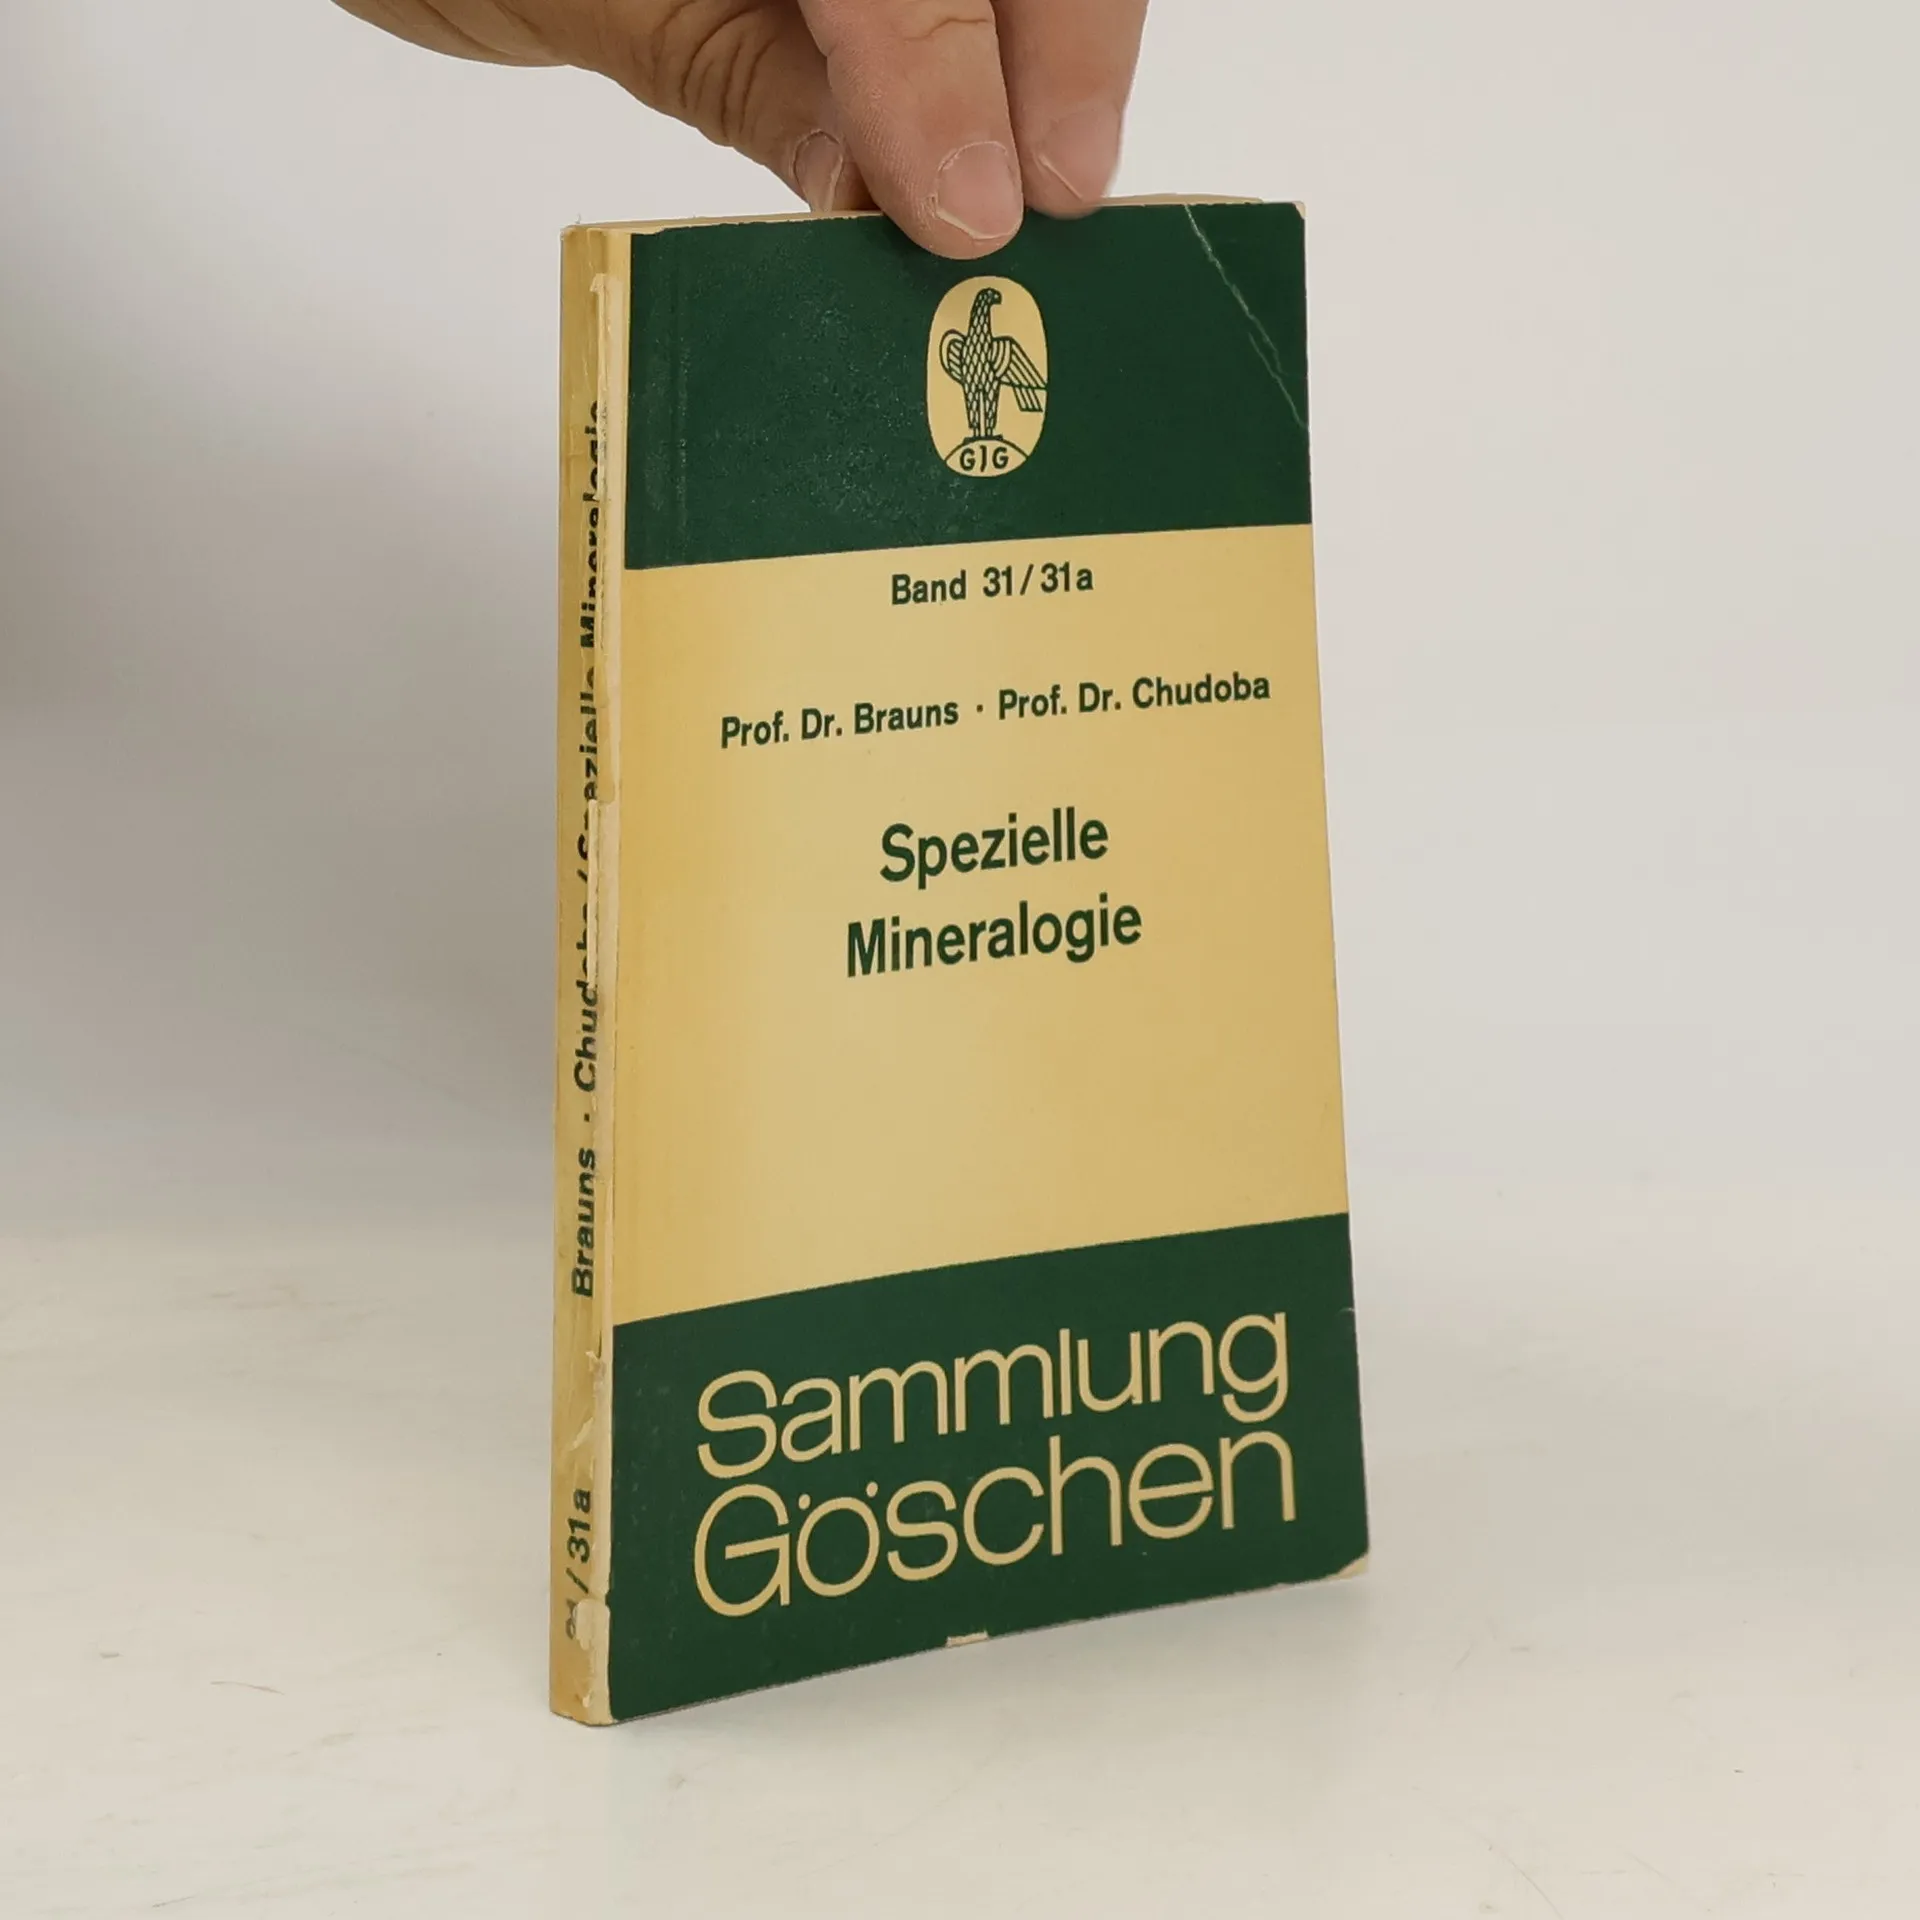 GJG
Band 31/31a
Prof. Dr. Brauns · Prof. Dr. Chudoba
Spezielle
Mineralogie
Sammlung
Göschen
31/31a Brauns · Chudoba / Spezielle Mineralogie